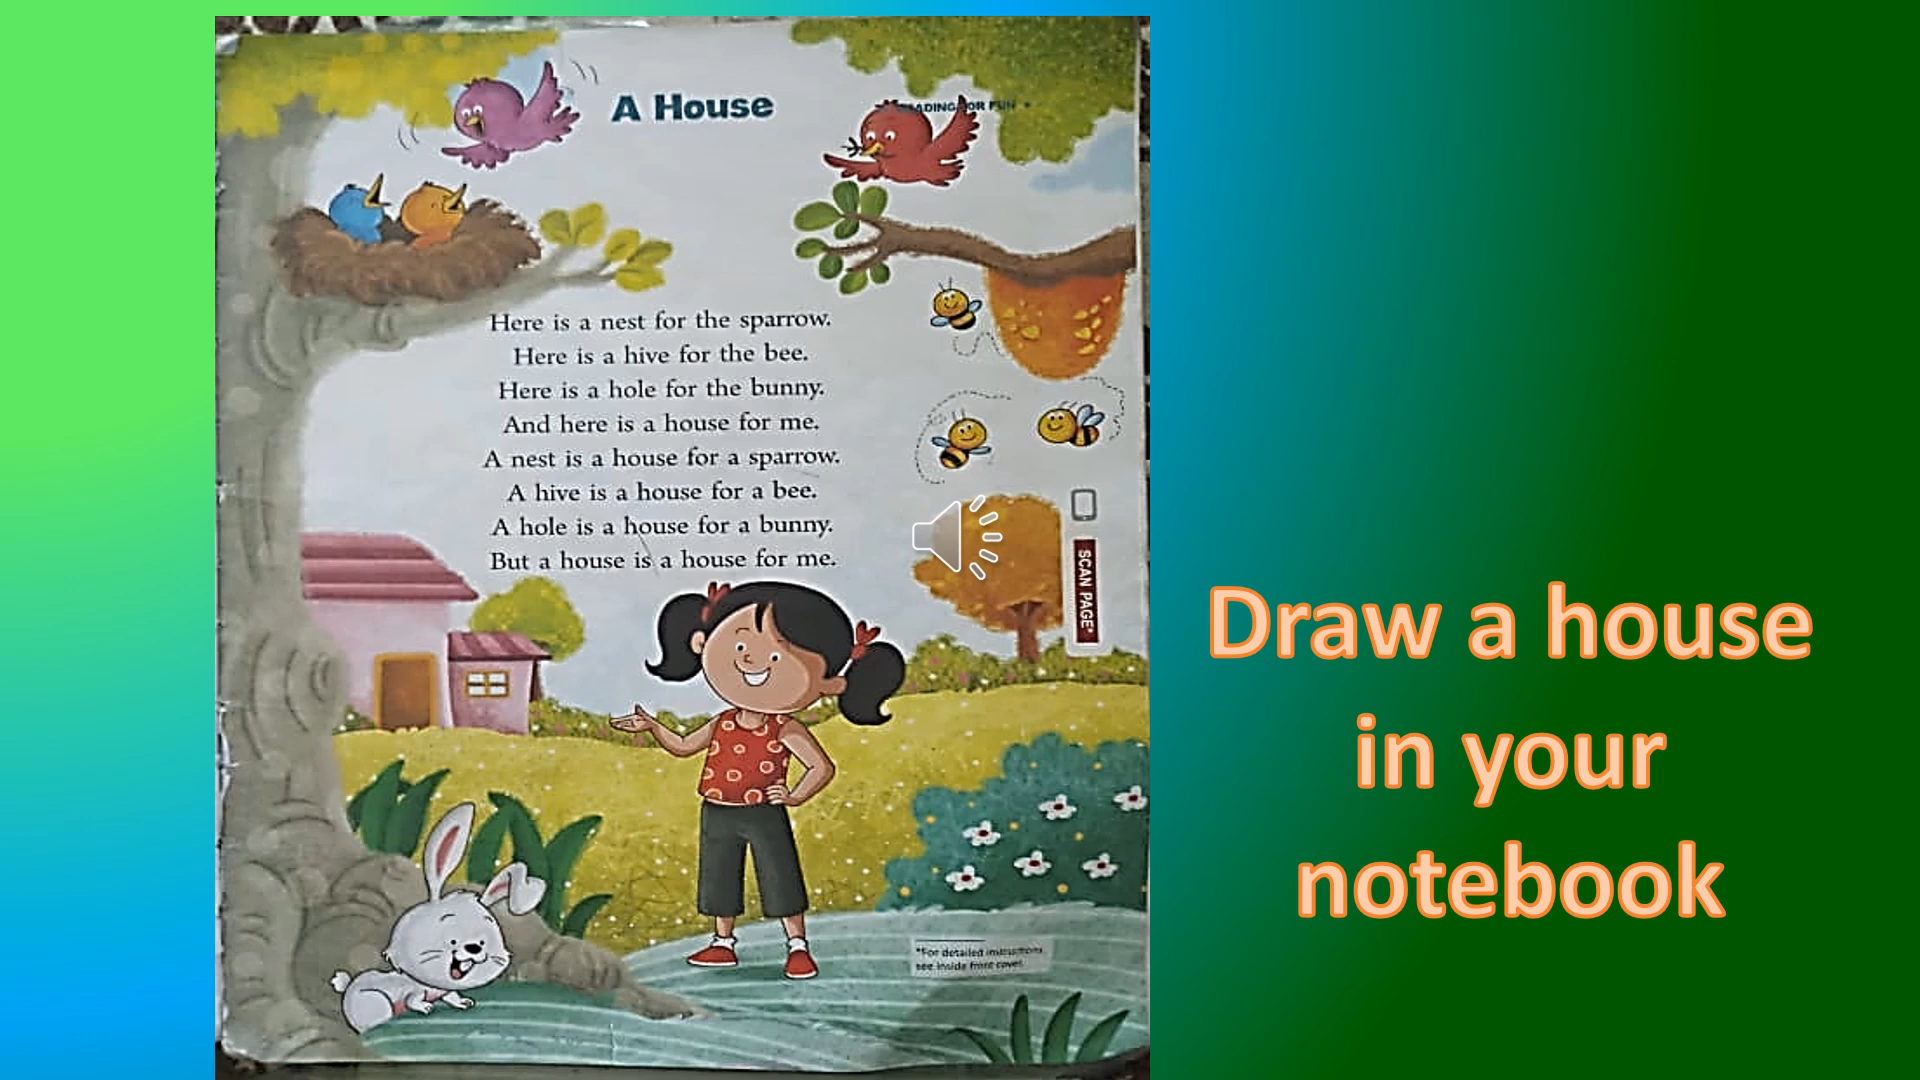 A House
Here is a nest for the sparrow.
Here is a hive for the bee.
Here is a hole for the bunny.
And here is a house for me.
A nest is a house for a sparrow.
A hive is a house for a bee.
A hole is a house for a bunny.
But a house is a house for me.
SCAN PAGE*
*For detailed instructions
see inside front cover.
Draw a house
in your
notebook